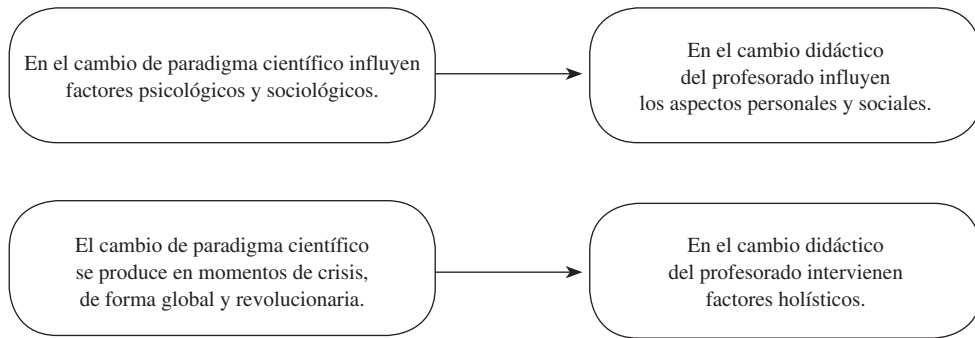 En el cambio de paradigma científico influyen
factores psicológicos y sociológicos.
En el cambio didáctico
del profesorado influyen
los aspectos personales y sociales.
El cambio de paradigma científico
se produce en momentos de crisis,
de forma global y revolucionaria.
En el cambio didáctico
del profesorado intervienen
factores holísticos.